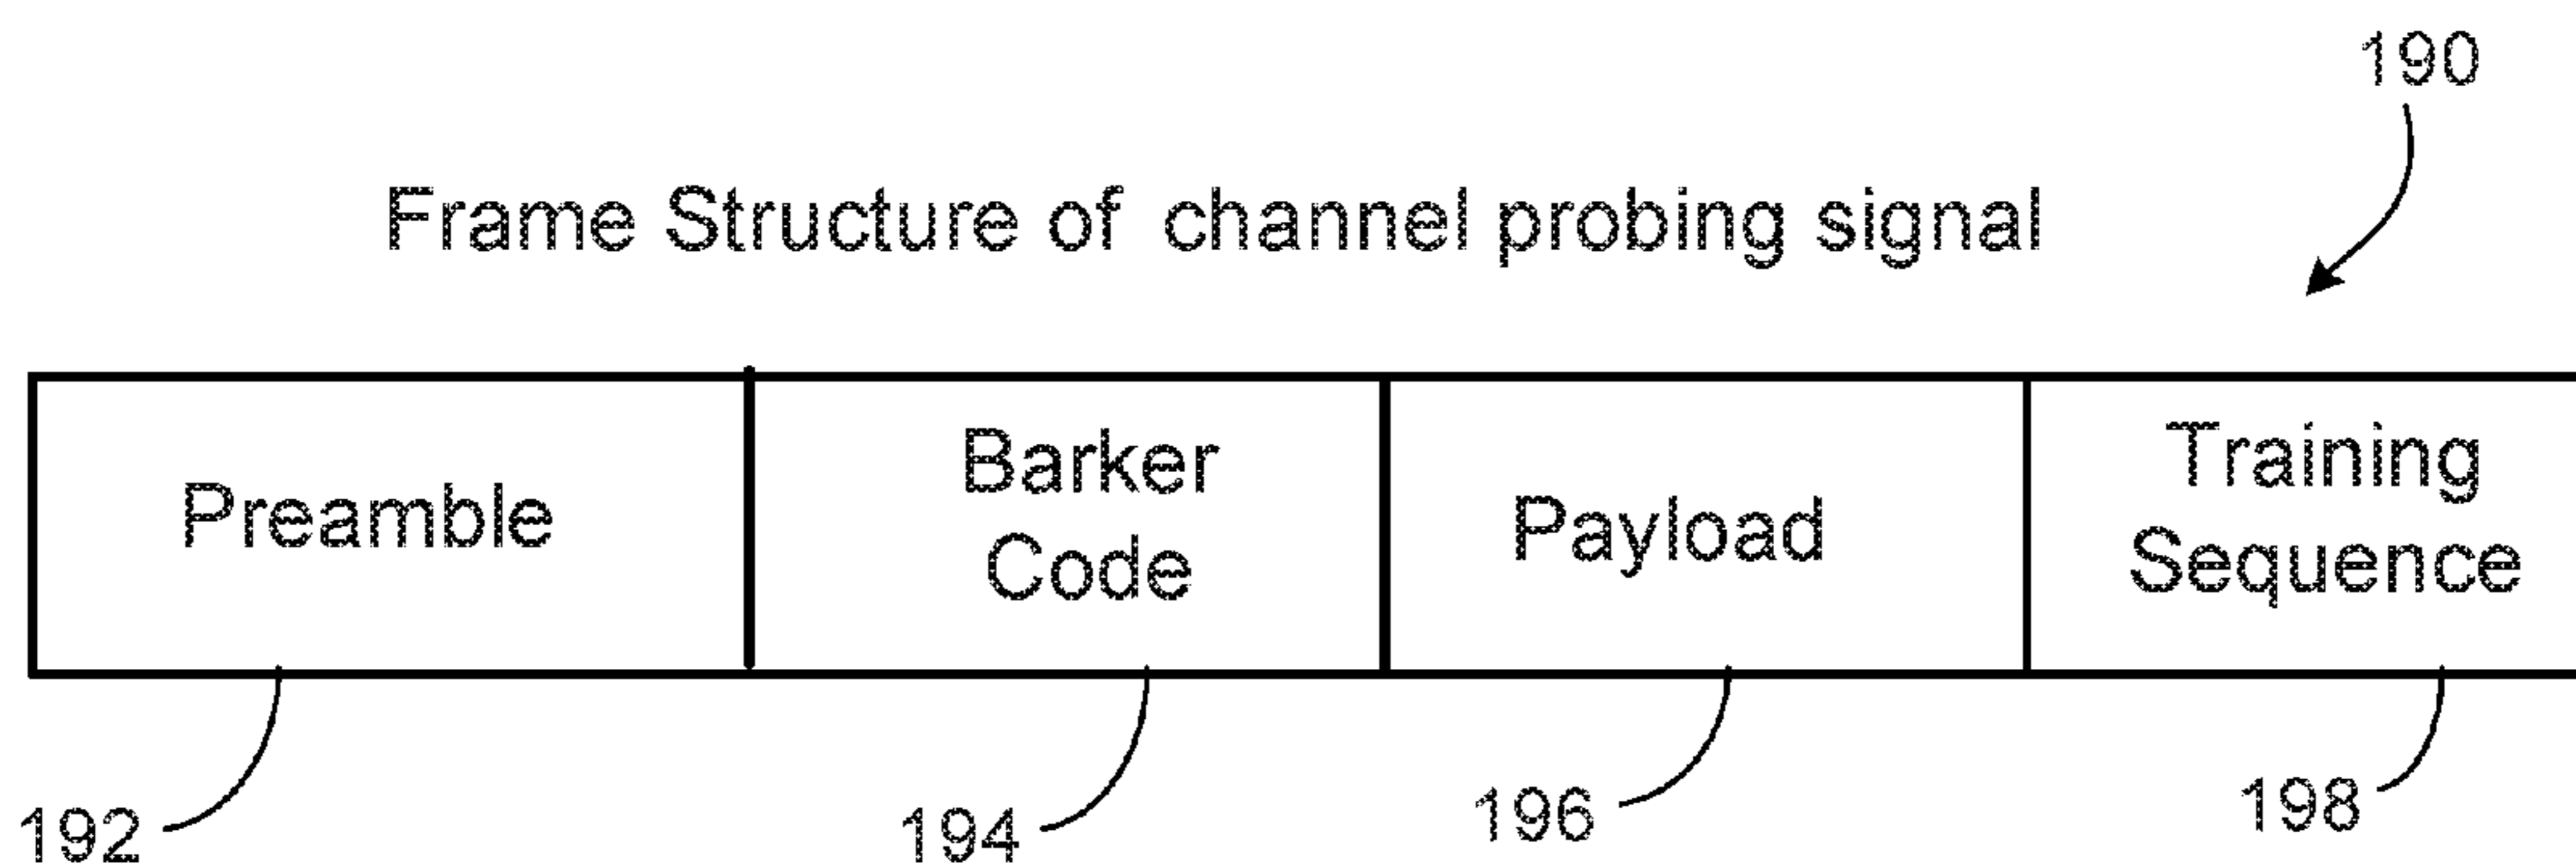 190
Frame Structure of channel probing signal
Preamble
Barker
Code
Payload
Training
Sequence
192
194
196
198